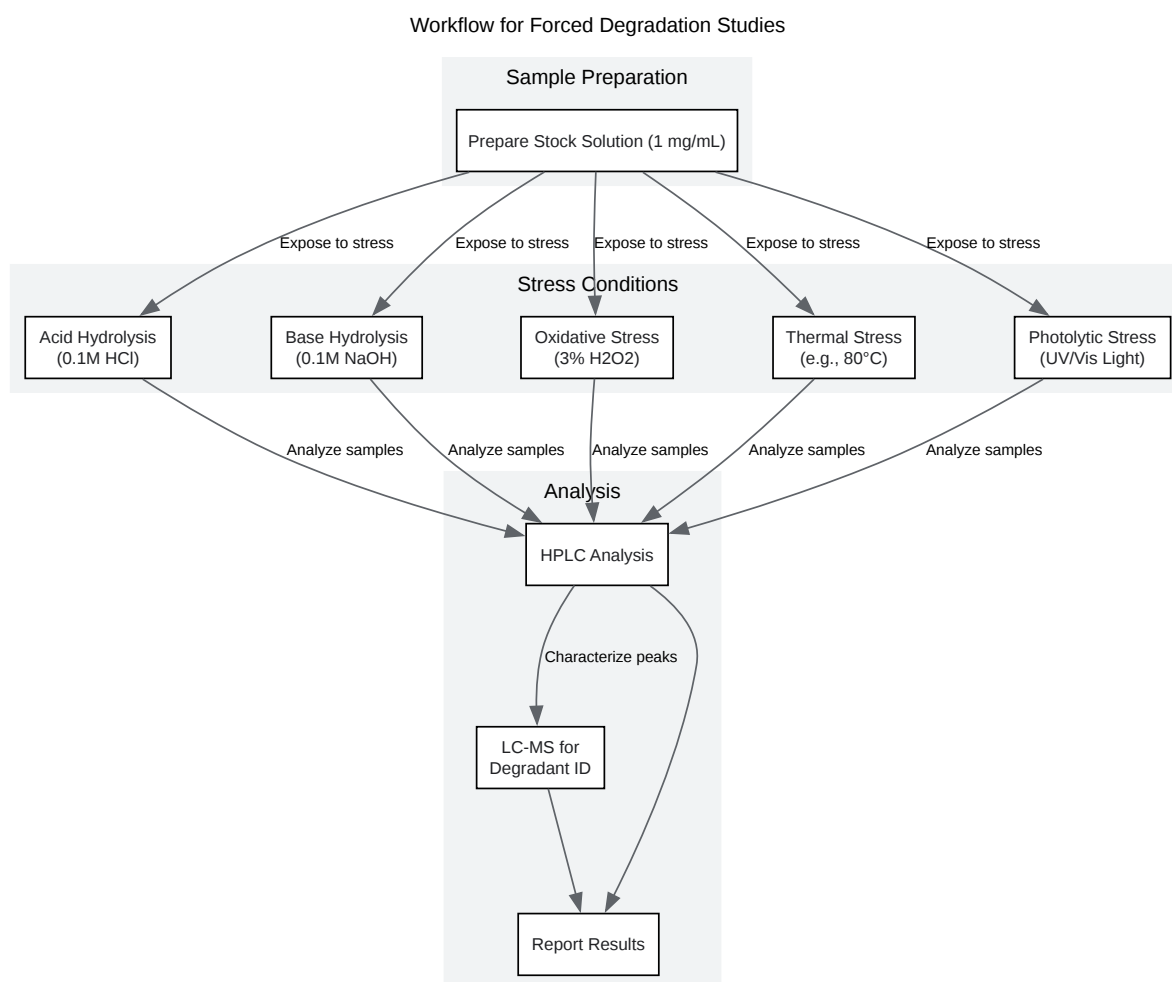 Workflow for Forced Degradation Studies
Sample Preparation
Prepare Stock Solution (1 mg/mL)
Expose to stress
Expose to stress
Expose to stress
Expose to stress
Expose to stress
Stress Conditions
Acid Hydrolysis
(0.1M HCl)
Base Hydrolysis
(0.1M NaOH)
Oxidative Stress
(3% H2O2)
Thermal Stress
(e.g., 80°C)
Photolytic Stress
(UV/Vis Light)
Analyze samples
Analyze samples
Analyze samples
Analyze samples
Analyze samples
Analysis
HPLC Analysis
Characterize peaks
LC-MS for
Degradant ID
Report Results